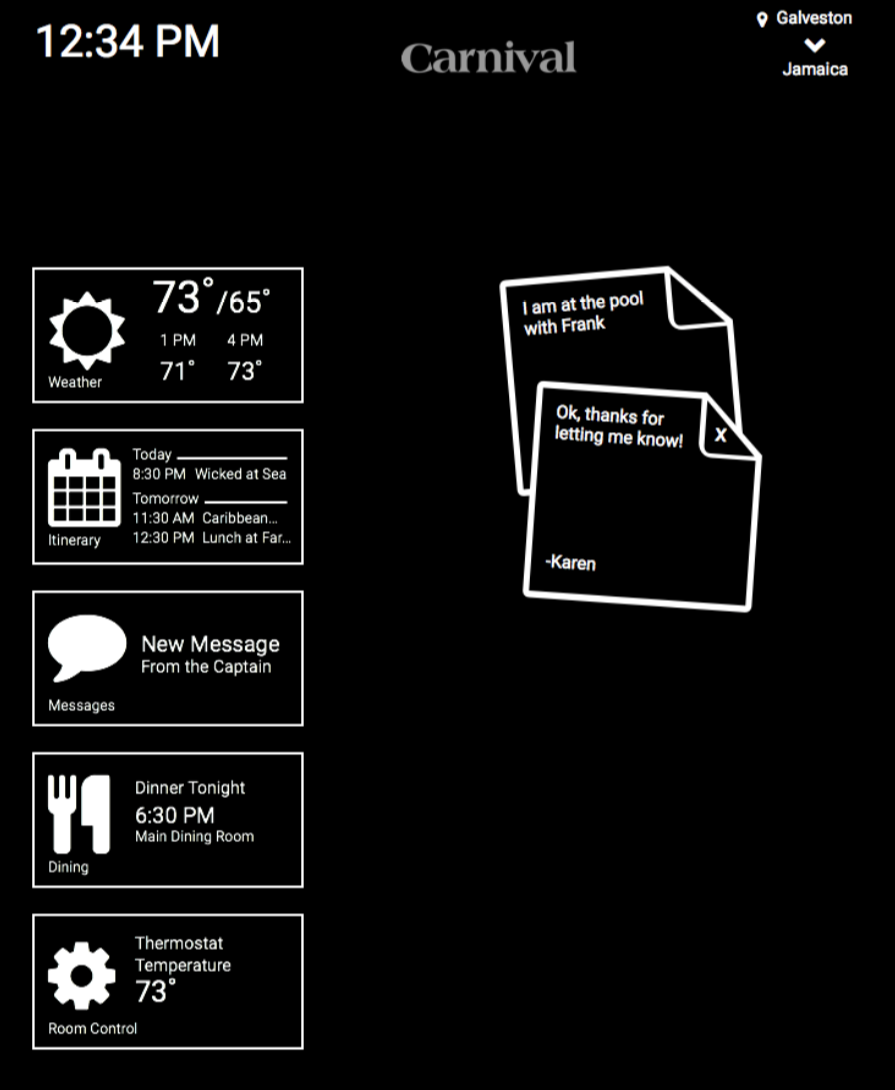 12:34 PM
Carnival
Galveston
Jamaica
73°/65°
1 PM 4 PM
71° 73°
Weather
Today
8:30 PM Wicked at Sea
Tomorrow
11:30 AM Caribbean...
12:30 PM Lunch at Far...
Itinerary
New Message
From the Captain
Messages
Dinner Tonight
6:30 PM
Main Dining Room
Dining
Thermostat
Temperature
73°
Room Control
I am at the pool
with Frank
Ok, thanks for
letting me know!
X
-Karen